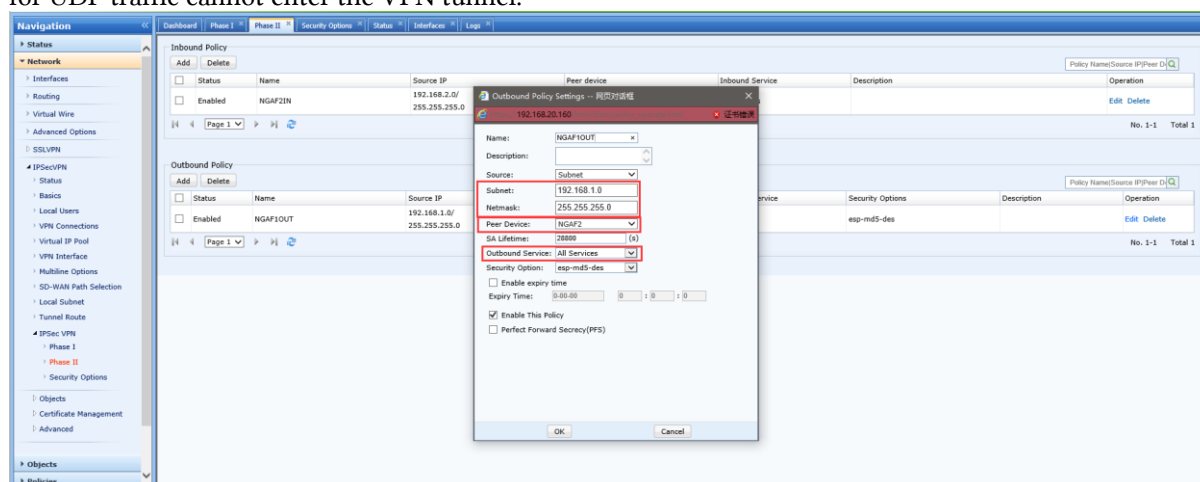 for UDP traffic cannot enter the VPN tunnel.
Navigation
Dashboard Phase I Phase II Security Options Status Interfaces Logs
Status
Network
Interfaces
Routing
Virtual Wire
Advanced Options
SSLVPN
IPSecVPN
Status
Basics
Local Users
VPN Connections
Virtual IP Pool
VPN Interface
Multiline Options
SD-WAN Path Selection
Local Subnet
Tunnel Route
IPSec VPN
Phase I
Phase II
Security Options
Objects
Certificate Management
Advanced
Objects
Policies
Inbound Policy
Add Delete
Policy Name|Source IP|Peer D
Status Name Source IP Peer device Inbound Service Description Operation
Enabled NGAF2IN 192.168.2.0/ Edit Delete
255.255.255.0
Page 1 No. 1-1 Total 1
Outbound Policy
Add Delete
Policy Name|Source IP|Peer D
Status Name Source IP Security Options Description Operation
Enabled NGAF1OUT 192.168.1.0/ esp-md5-des Edit Delete
255.255.255.0
Page 1 No. 1-1 Total 1
Outbound Policy Settings -- 网页对话框
192.168.20.160 证书错误
Name: NGAF1OUT
Description:
Source: Subnet
Subnet: 192.168.1.0
Netmask: 255.255.255.0
Peer Device: NGAF2
SA Lifetime: 28800 (s)
Outbound Service: All Services
Security Option: esp-md5-des
Enable expiry time
Expiry Time: 0-00-00 0 : 0 : 0
Enable This Policy
Perfect Forward Secrecy(PFS)
OK Cancel